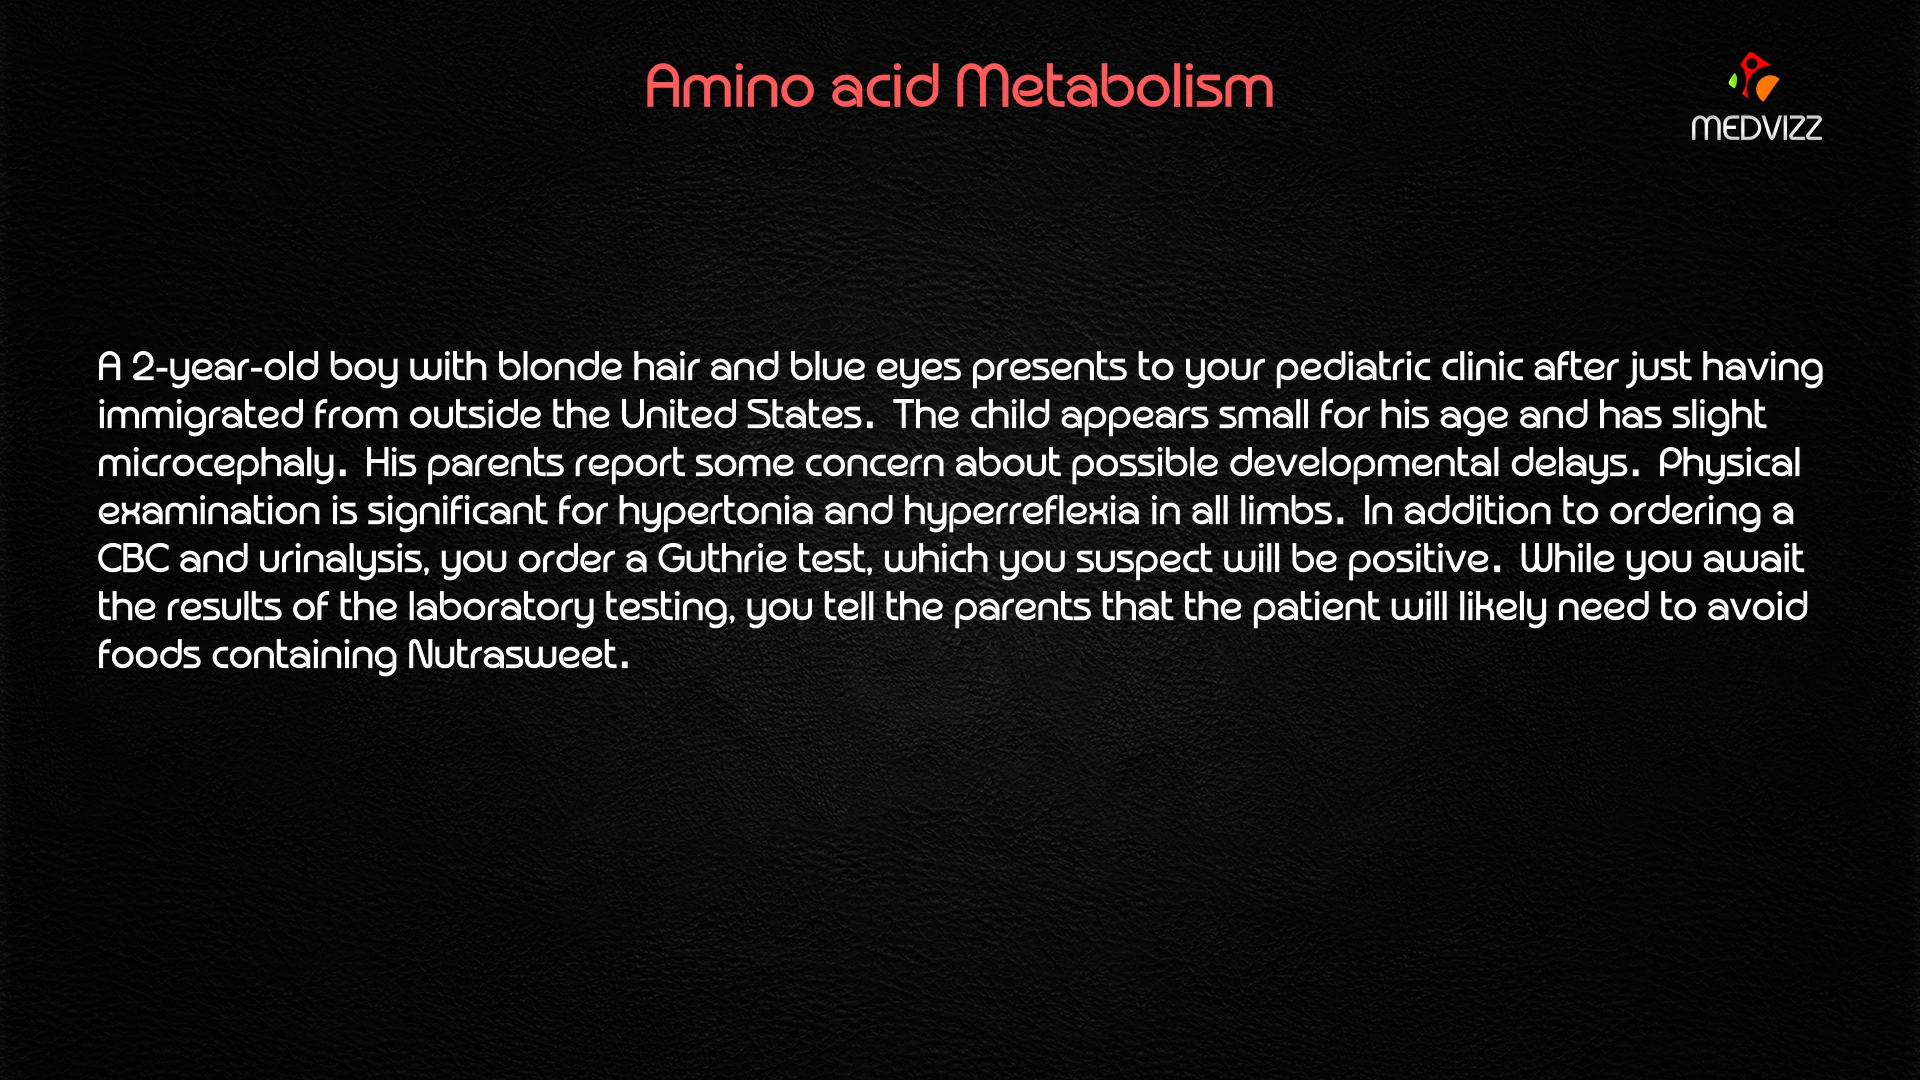 Amino acid Metabolism
MEDVIZZ
A 2-year-old boy with blonde hair and blue eyes presents to your pediatric clinic after just having
immigrated from outside the United States.  The child appears small for his age and has slight
microcephaly.  His parents report some concern about possible developmental delays.  Physical
examination is significant for hypertonia and hyperreflexia in all limbs.  In addition to ordering a
CBC and urinalysis, you order a Guthrie test, which you suspect will be positive.  While you await
the results of the laboratory testing, you tell the parents that the patient will likely need to avoid
foods containing Nutrasweet.